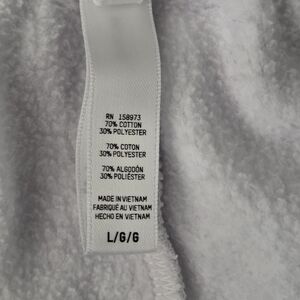 RN 158973
70% COTTON
30% POLYESTER
70% COTON
30% POLYESTER
70% ALGODÓN
30% POLIÉSTER
MADE IN VIETNAM
FABRIQUÉ AU VIETNAM
HECHO EN VIETNAM
L/G/G